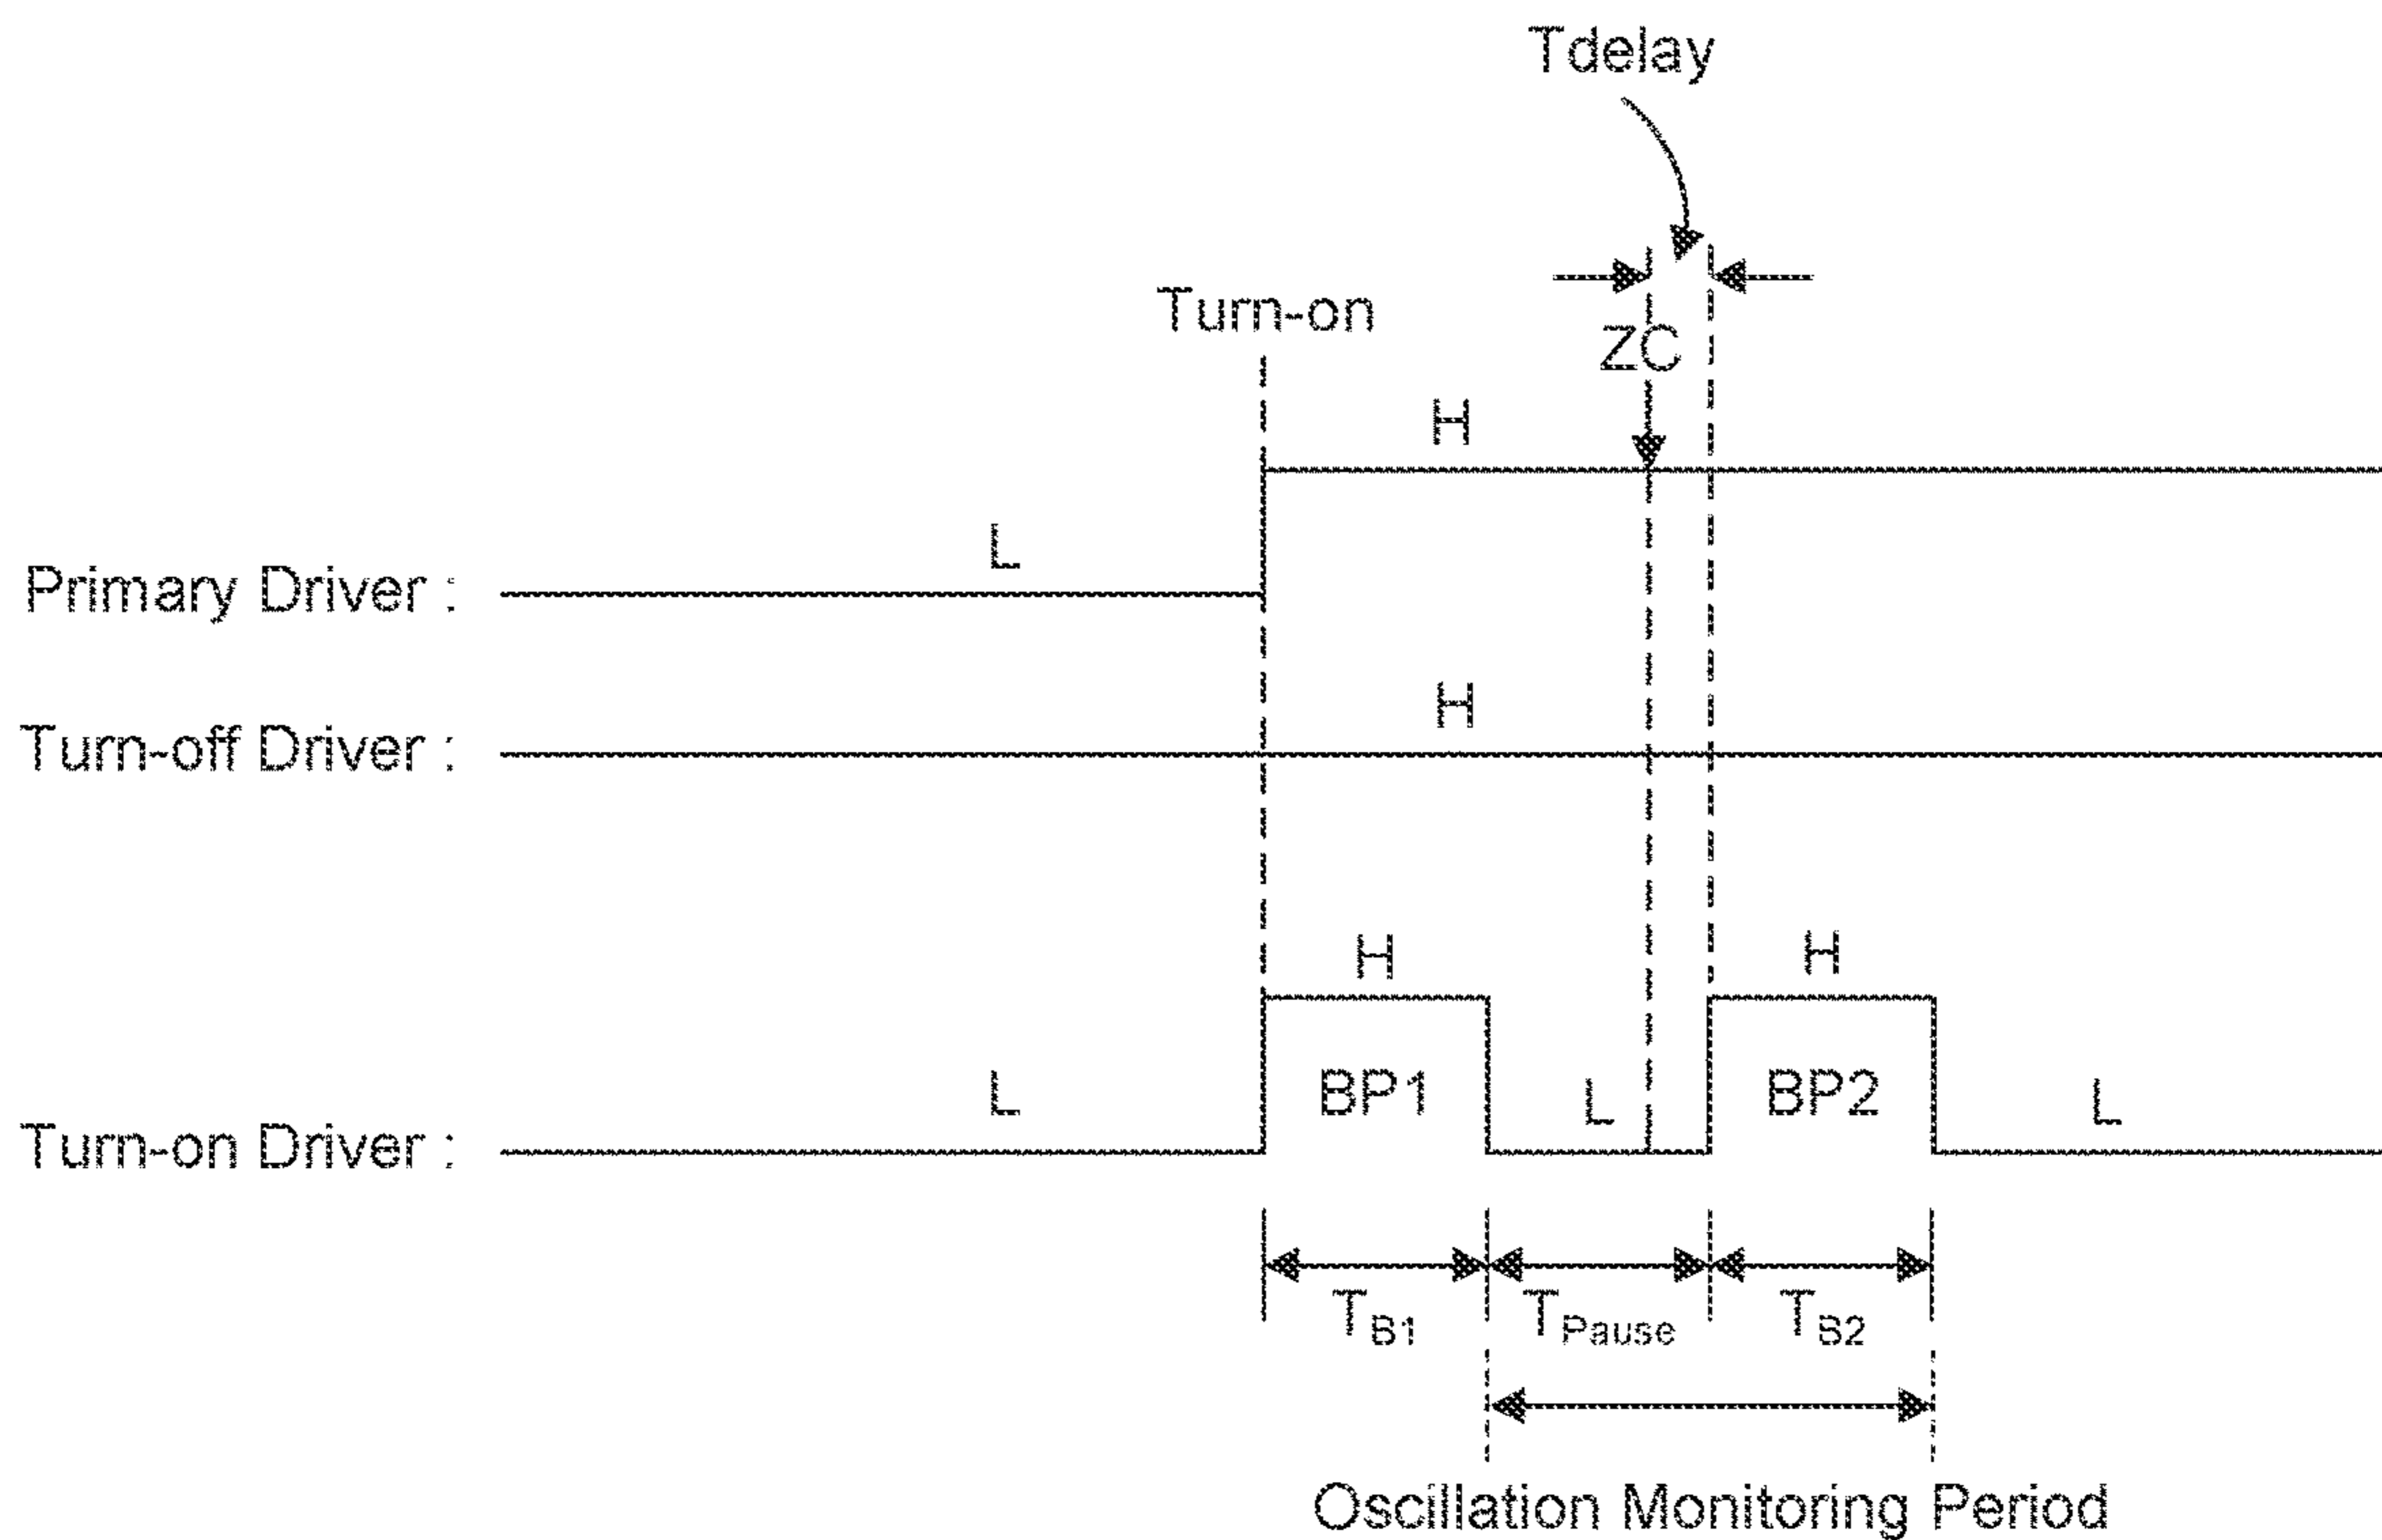 Tdelay
Turn-on
ZC
H
L
Primary Driver :
H
Turn-off Driver :
H
H
L
BP1
L
BP2
L
Turn-on Driver :
TB1
TPause
TB2
Oscillation Monitoring Period